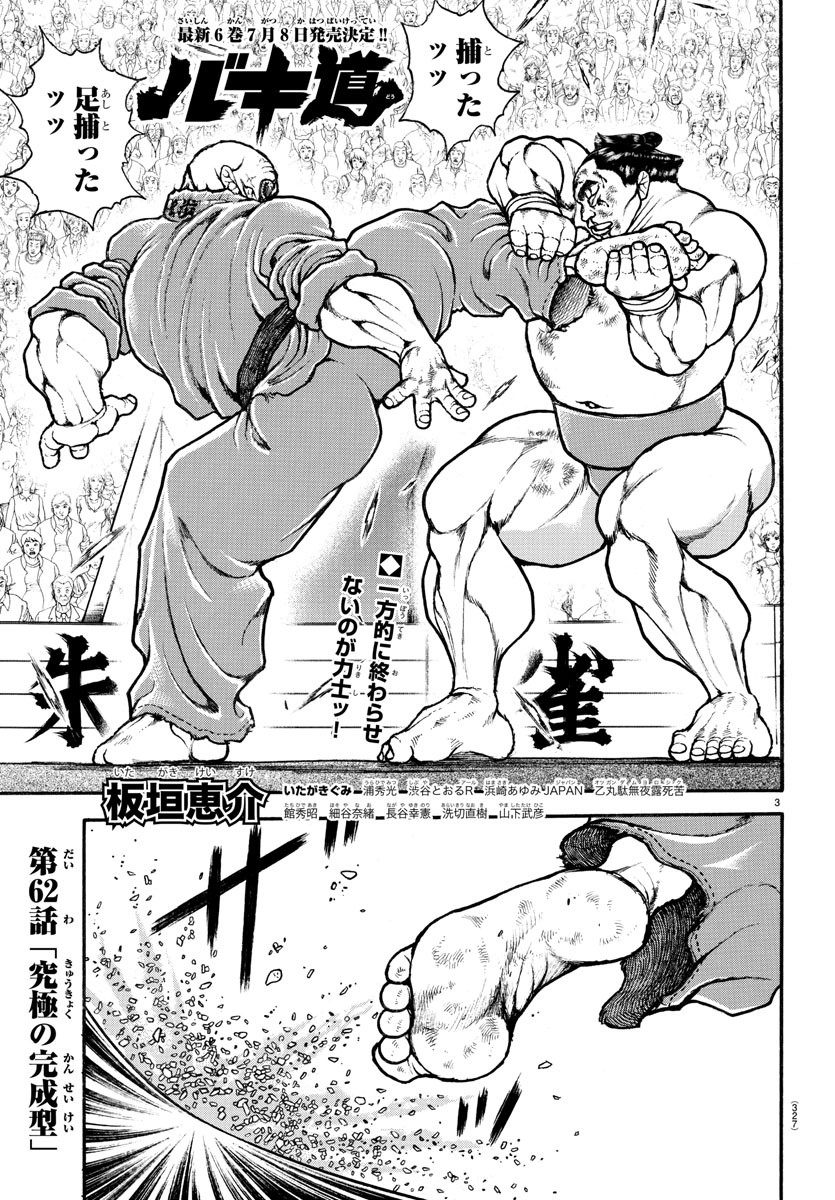 最新6巻7月8日発売決定!!
バキ道
捕った
ッッ
足捕った
ッッ
◆一方的に終わらせ
ないのが力士ッ!
朱
雀
板垣恵介
いたがきぐみ 浦秀光 渋谷とおるR 浜崎あゆみJAPAN 乙丸駄無夜露死苦
館秀昭 細谷奈緒 長谷川幸憲 洗切直樹 山下武彦
3
第62話「究極の完成型」
(327)